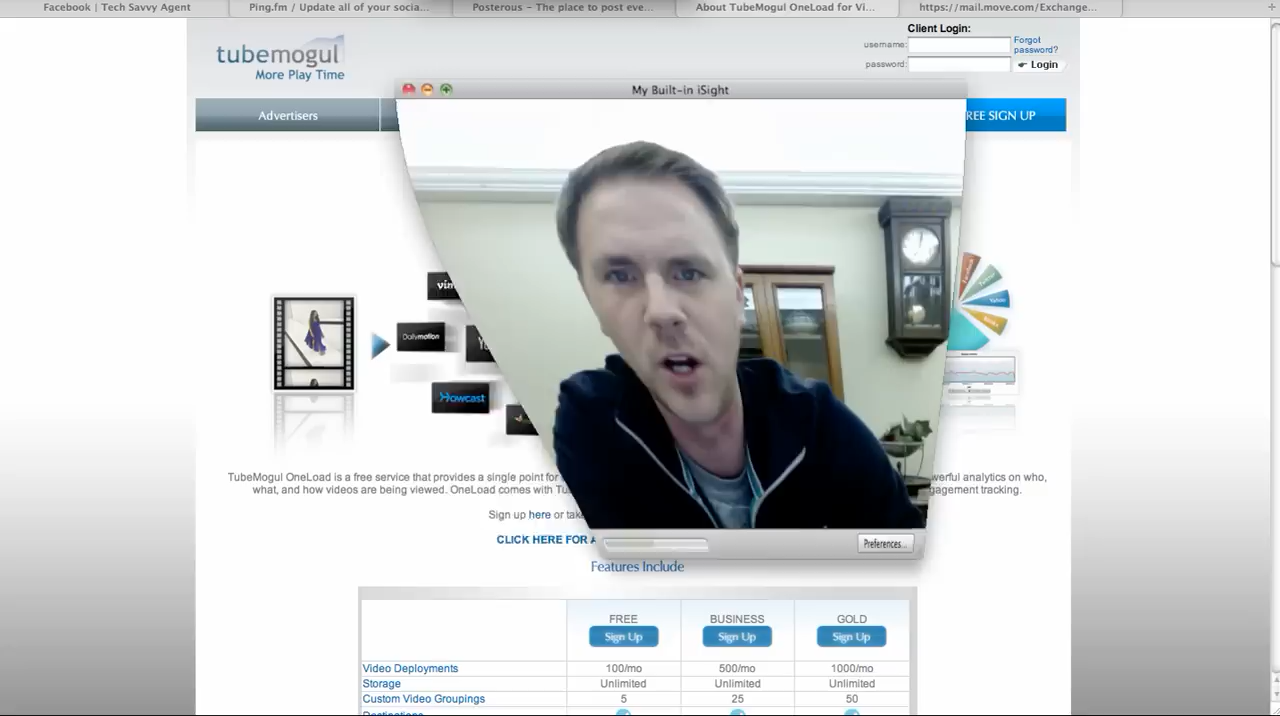 Facebook | Tech Savvy Agent
Ping.fm / Update all of your socia...
Posterous – The place to post eve...
About TubeMogul OneLoad for Vi...
https://mail.move.com/Exchange...
tubemogul
More Play Time
Client Login:
username:
Forgot password?
password:
Login
My Built-in iSight
Advertisers
REE SIGN UP
vim
Dailymotion
Howcast
TubeMogul OneLoad is a free service that provides a single point for
werful analytics on who,
what, and how videos are being viewed. OneLoad comes with Tu
gagement tracking.
Sign up here or take
CLICK HERE FOR A
Preferences...
Features Include
FREE BUSINESS GOLD
Sign Up Sign Up Sign Up
Video Deployments 100/mo 500/mo 1000/mo
Storage Unlimited Unlimited Unlimited
Custom Video Groupings 5 25 50
Destinations